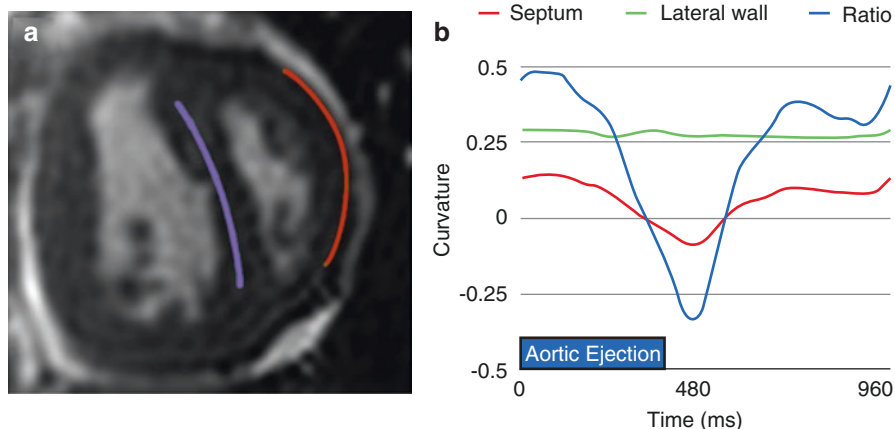 a
b
Septum
Lateral wall
Ratio
0.5
0.25
0
-0.25
-0.5
Curvature
Aortic Ejection
0
480
960
Time (ms)